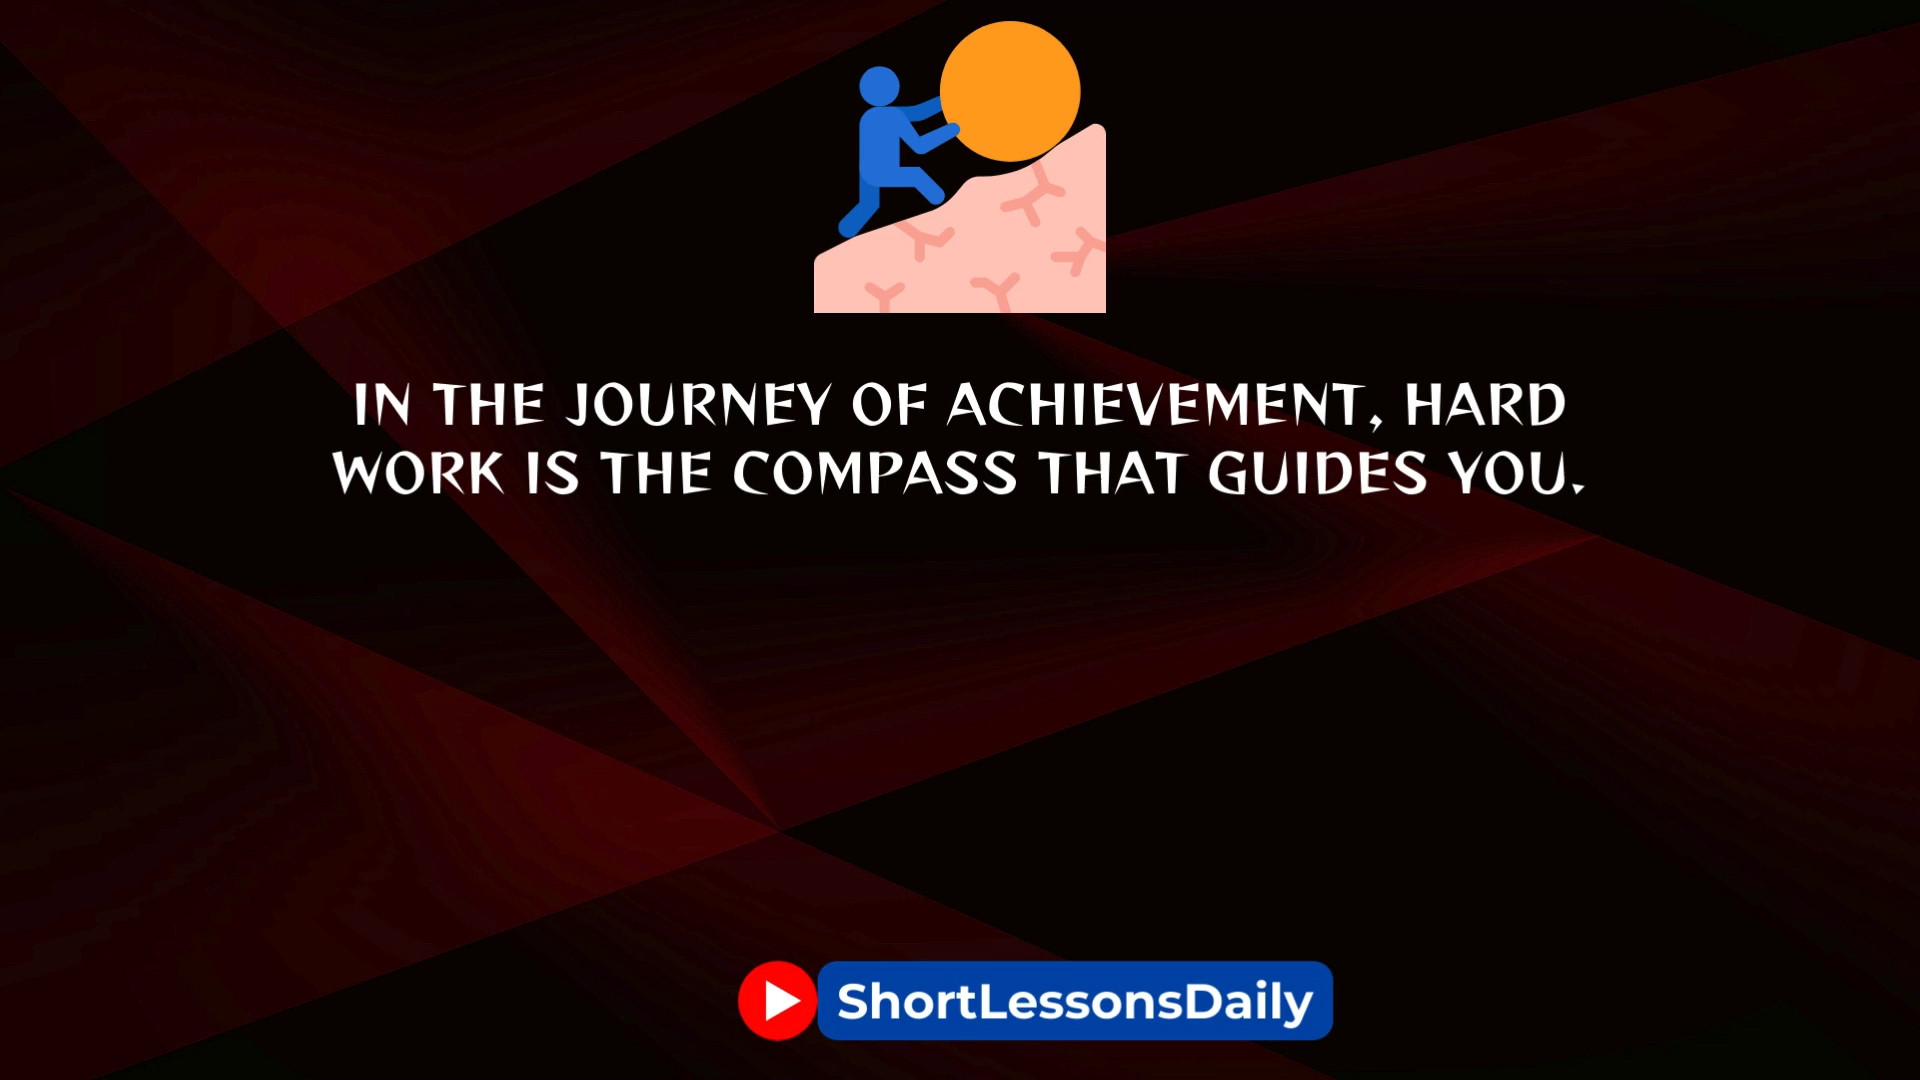 IN THE JOURNEY OF ACHIEVEMENT, HARD
WORK IS THE COMPASS THAT GUIDES YOU.
ShortLessonsDaily